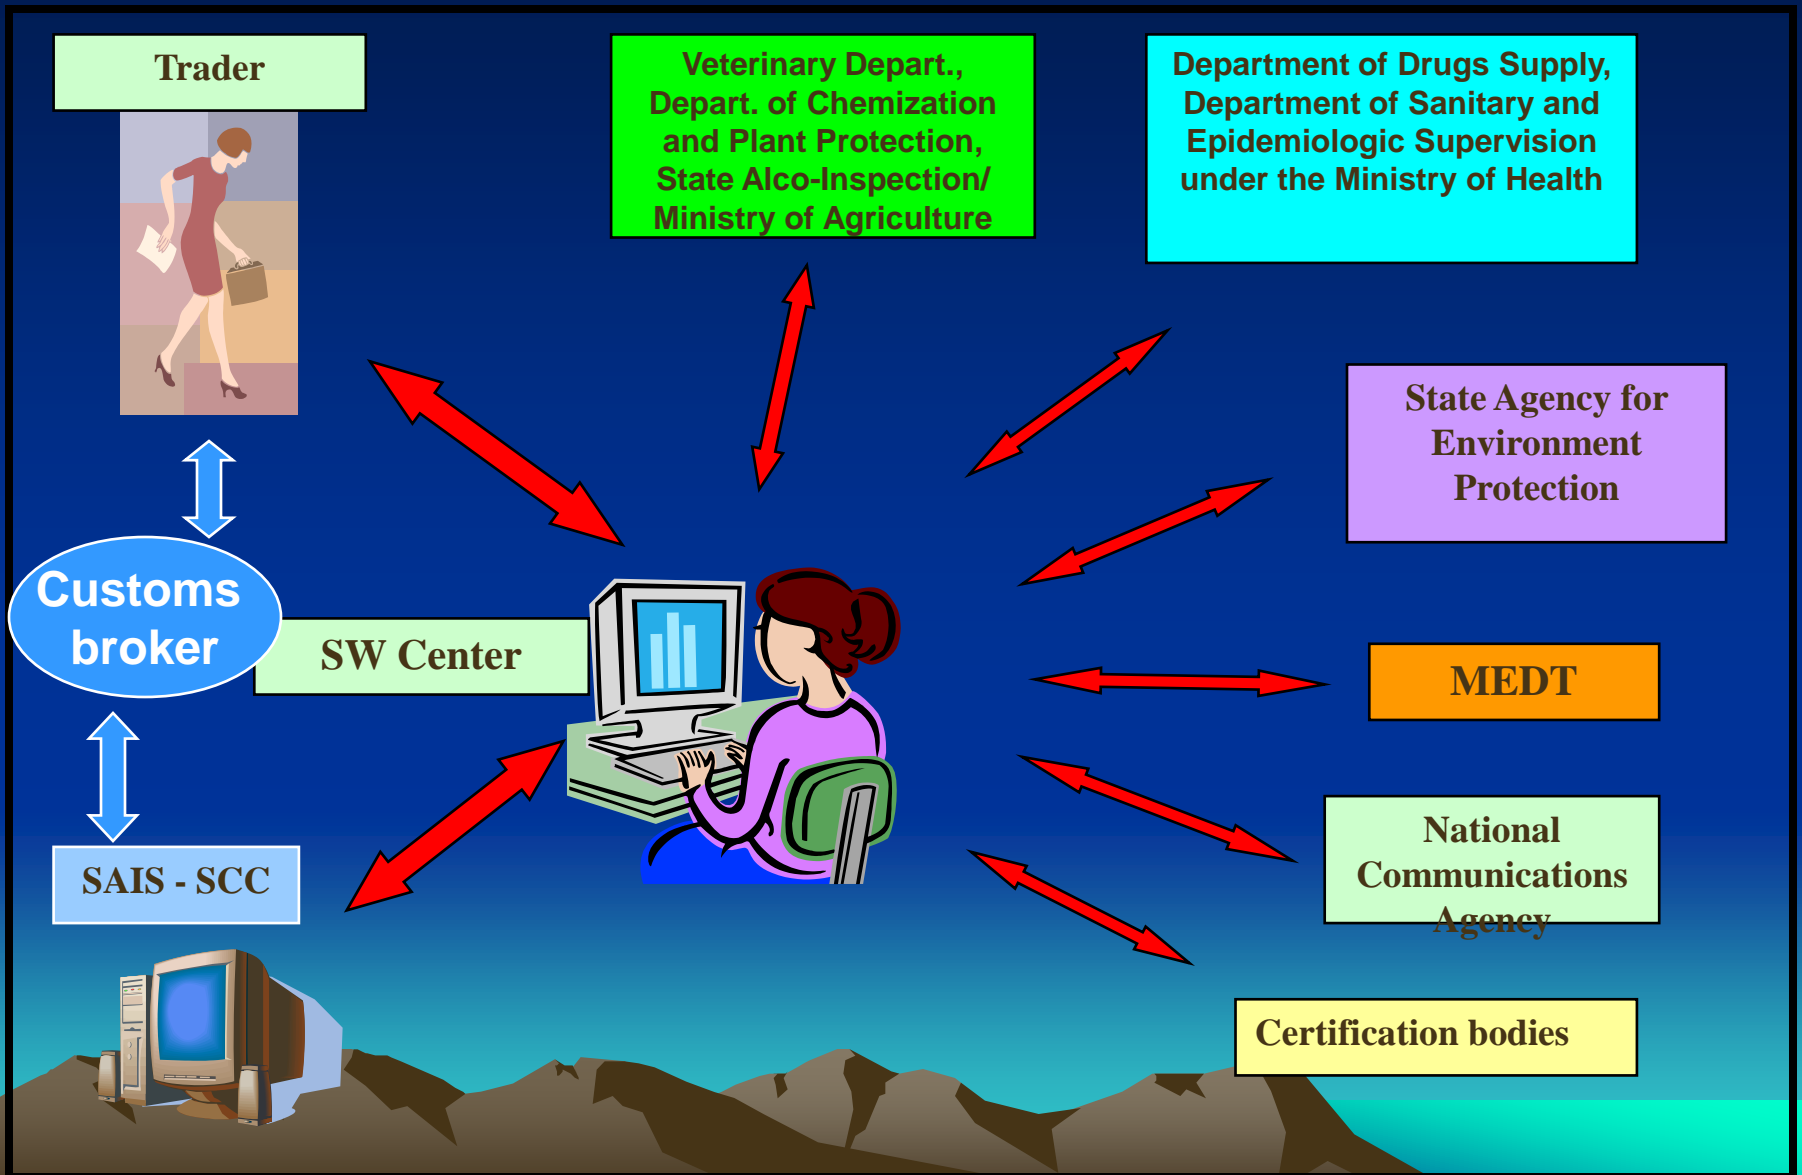 Trader
Veterinary Depart.,
Depart. of Chemization
and Plant Protection,
State Alco-Inspection/
Ministry of Agriculture
Department of Drugs Supply,
Department of Sanitary and
Epidemiologic Supervision
under the Ministry of Health
State Agency for
Environment
Protection
Customs
broker
SW Center
MEDT
National
Communications
Agency
SAIS - SCC
Certification bodies